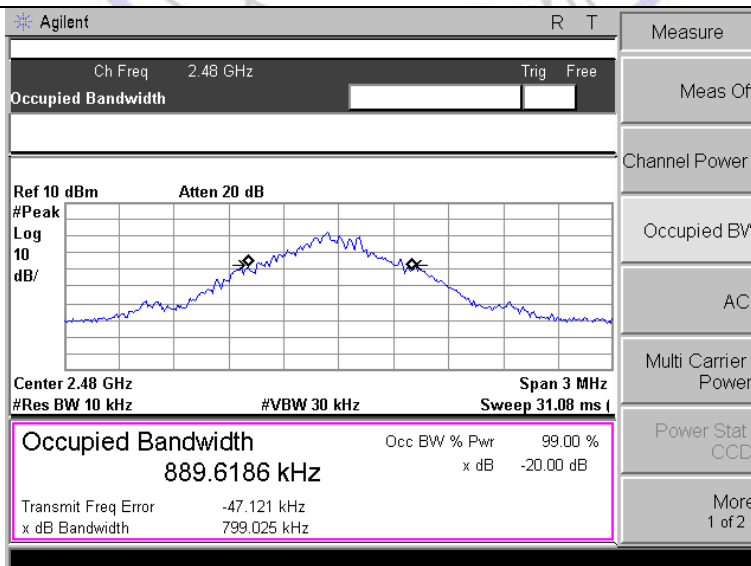 Agilent R T
Ch Freq 2.48 GHz Trig Free
Occupied Bandwidth
Ref 10 dBm Atten 20 dB
#Peak
Log
10
dB/
Center 2.48 GHz Span 3 MHz
#Res BW 10 kHz #VBW 30 kHz Sweep 31.08 ms (
Occupied Bandwidth Occ BW % Pwr 99.00 %
889.6186 kHz x dB -20.00 dB
Transmit Freq Error -47.121 kHz
x dB Bandwidth 799.025 kHz
Measure
Meas Of
Channel Power
Occupied BW
AC
Multi Carrier
Power
Power Stat
CCD
More
1 of 2